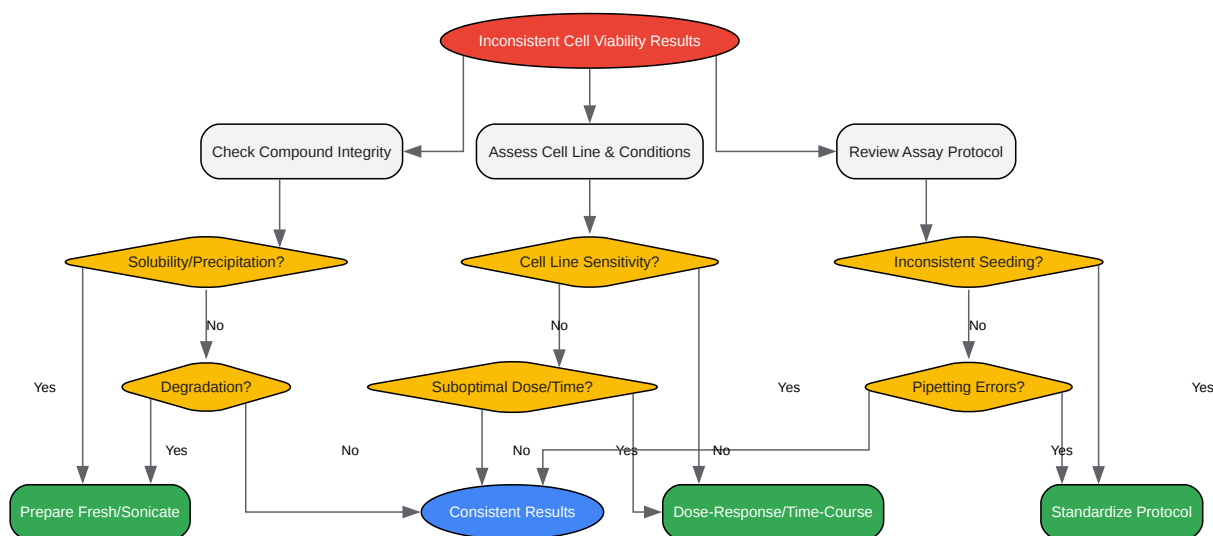 Inconsistent Cell Viability Results
Check Compound Integrity
Assess Cell Line & Conditions
Review Assay Protocol
Solubility/Precipitation?
Cell Line Sensitivity?
Inconsistent Seeding?
No
No
No
Yes
Degradation?
Suboptimal Dose/Time?
Yes
Pipetting Errors?
Yes
Yes
No
No
Yes
No
Yes
Prepare Fresh/Sonicate
Consistent Results
Dose-Response/Time-Course
Standardize Protocol